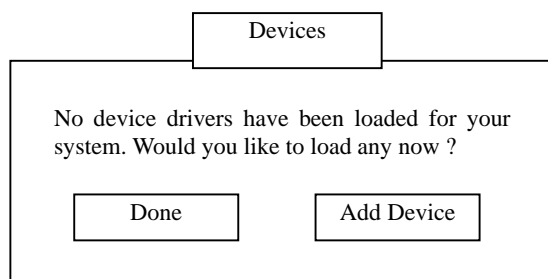 Devices
No device drivers have been loaded for your
system. Would you like to load any now ?
Done
Add Device